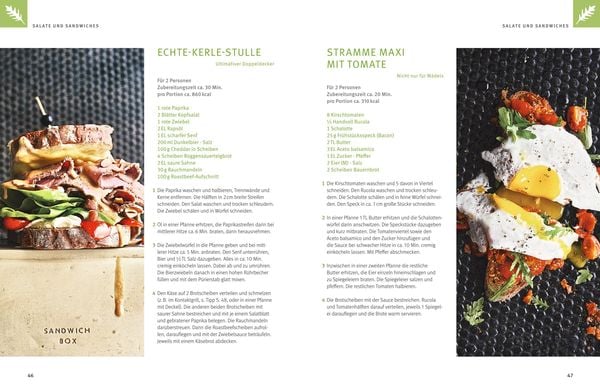 SALATE UND SANDWICHES
ECHTE-KERLE-STULLE
Ultimativer Doppeldecker
Für 2 Personen
Zubereitungszeit ca. 30 Min.
pro Portion ca. 860 kcal
1 rote Paprika
2 Blätter Kopfsalat
1 rote Zwiebel
2 EL Rapsöl
1 EL scharfer Senf
200 ml Dunkelbier · Salz
100 g Cheddar in Scheiben
4 Scheiben Roggensauerteigbrot
2 EL saure Sahne
50 g Rauchmandeln
100 g Roastbeef-Aufschnitt
1 Die Paprika waschen und halbieren, Trennwände und
Kerne entfernen. Die Hälften in 2 cm breite Streifen
schneiden. Den Salat waschen und trocken schleudern.
Die Zwiebel schälen und in Würfel schneiden.
2 Öl in einer Pfanne erhitzen, die Paprikastreifen darin bei
mittlerer Hitze ca. 6 Min. braten, dann herausnehmen.
3 Die Zwiebelwürfel in die Pfanne geben und bei mitt-
lerer Hitze ca. 5 Min. anbraten. Den Senf unterrühren,
Bier und ½ TL Salz dazugeben. Alles in ca. 10 Min.
cremig einköcheln lassen. Dabei ab und zu umrühren.
Die Bierzwiebeln danach in einen hohen Rührbecher
füllen und mit dem Pürierstab glatt mixen.
4 Den Käse auf 2 Brotscheiben verteilen und schmelzen
(z. B. im Kontaktgrill, s. Tipp S. 48, oder in einer Pfanne
mit Deckel). Die anderen beiden Brotscheiben mit
saurer Sahne bestreichen und mit je einem Salatblatt
und gebratener Paprika belegen. Die Rauchmandeln
darüberstreuen. Dann die Roastbeefscheiben aufrol-
len, darauflegen und mit der Zwiebelsauce beträufeln.
Jeweils mit einem Käsebrot abdecken.
SANDWICH
BOX
46
SALATE UND SANDWICHES
STRAMME MAXI
MIT TOMATE
Nicht nur für Mädels
Für 2 Personen
Zubereitungszeit ca. 20 Min.
pro Portion ca. 310 kcal
8 Kirschtomaten
½ Handvoll Rucola
1 Schalotte
25 g Frühstücksspeck (Bacon)
2 TL Butter
3 EL Aceto balsamico
1 EL Zucker · Pfeffer
2 Eier (M) · Salz
2 Scheiben Bauernbrot
1 Die Kirschtomaten waschen und 5 davon in Viertel
schneiden. Den Rucola waschen und trocken schleu-
dern. Die Schalotte schälen und in feine Würfel schnei-
den. Den Speck in ca. 1 cm große Stücke schneiden.
2 In einer Pfanne 1 TL Butter erhitzen und die Schalotten-
würfel darin anschwitzen. Die Speckstücke dazugeben
und kurz mitbraten. Die Tomatenviertel sowie den
Aceto balsamico und den Zucker hinzufügen und
die Sauce bei schwacher Hitze in ca. 10 Min. cremig
einköcheln lassen. Mit Pfeffer abschmecken.
3 Inzwischen in einer zweiten Pfanne die restliche
Butter erhitzen, die Eier einzeln hineinschlagen und
zu Spiegeleiern braten. Die Spiegeleier salzen und
pfeffern. Die restlichen Tomaten halbieren.
4 Die Brotscheiben mit der Sauce bestreichen. Rucola
und Tomatenhälften darauf verteilen, jeweils 1 Spiegel-
ei darauflegen und die Brote warm servieren.
47